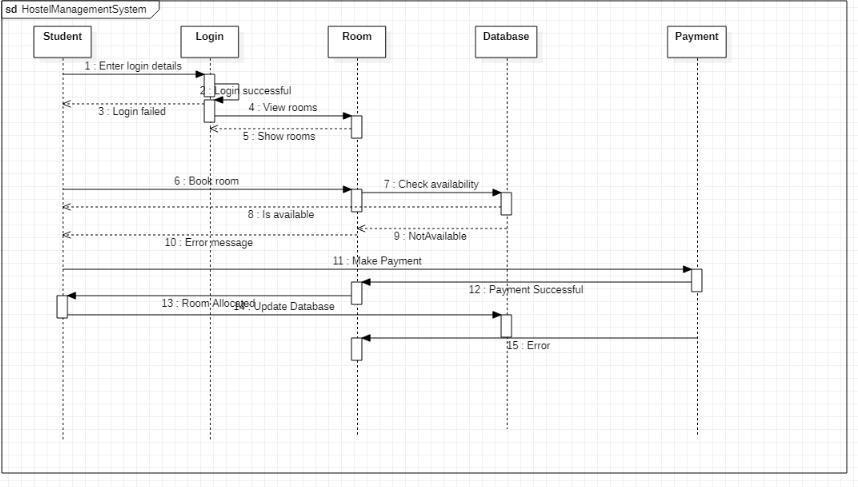 sd HostelManagementSystem
Student
Login
Room
Database
Payment
1 : Enter login details
2 : Login successful
3 : Login failed
4 : View rooms
5 : Show rooms
6 : Book room
7 : Check availability
8 : Is available
9 : NotAvailable
10 : Error message
11 : Make Payment
12 : Payment Successful
13 : Room Allocated
14 : Update Database
15 : Error